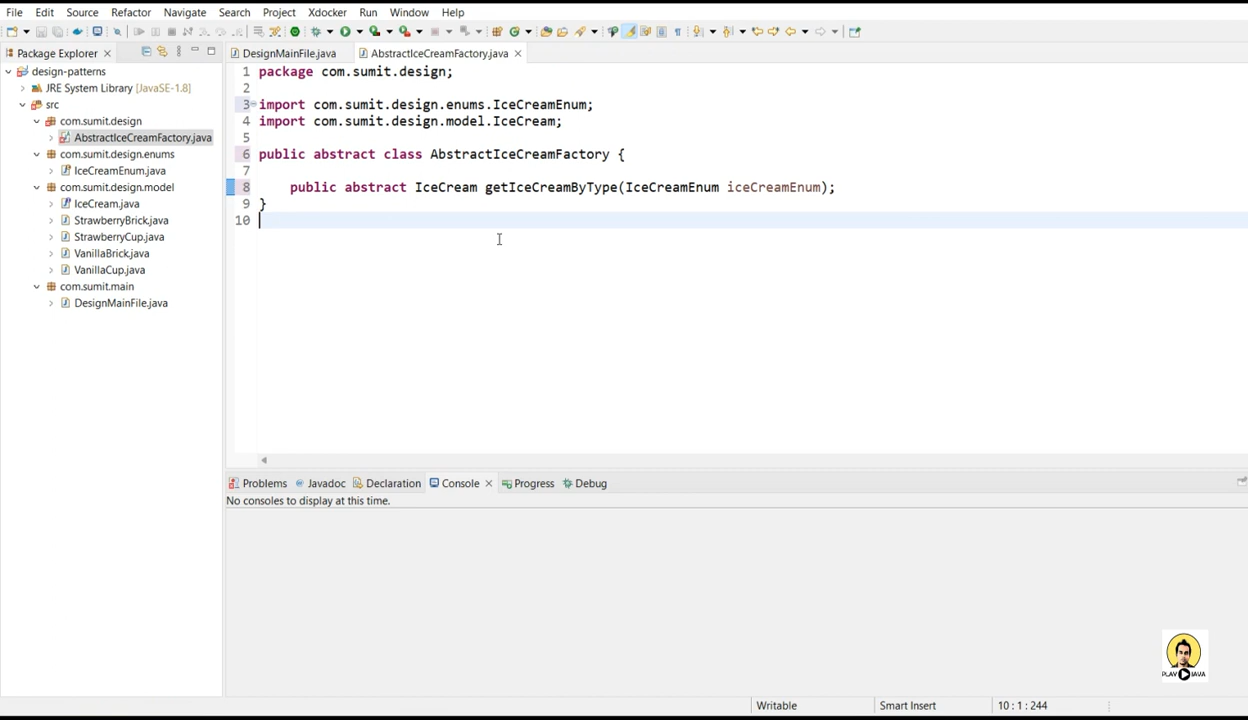 File Edit Source Refactor Navigate Search Project Xdocker Run Window Help
Package Explorer
design-patterns
JRE System Library [JavaSE-1.8]
src
com.sumit.design
AbstractIceCreamFactory.java
com.sumit.design.enums
IceCreamEnum.java
com.sumit.design.model
IceCream.java
StrawberryBrick.java
StrawberryCup.java
VanillaBrick.java
VanillaCup.java
com.sumit.main
DesignMainFile.java
DesignMainFile.java AbstractIceCreamFactory.java
1 package com.sumit.design;
2
3 import com.sumit.design.enums.IceCreamEnum;
4 import com.sumit.design.model.IceCream;
5
6 public abstract class AbstractIceCreamFactory {
7
8 public abstract IceCream getIceCreamByType(IceCreamEnum iceCreamEnum);
9 }
10
Problems Javadoc Declaration Console Progress Debug
No consoles to display at this time.
PLAY JAVA
Writable Smart Insert 10 : 1 : 244